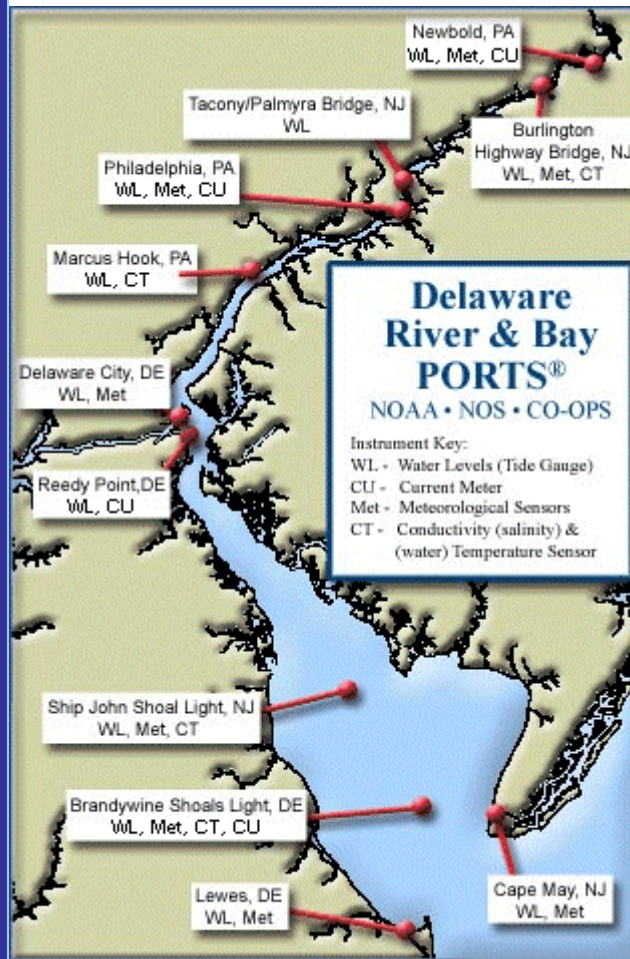 Newbold, PA
WL, Met, CU
Tacony/Palmyra Bridge, NJ
WL
Burlington
Highway Bridge, NJ
WL, Met, CT
Philadelphia, PA
WL, Met, CU
Marcus Hook, PA
WL, CT
Delaware
River & Bay
PORTS®
NOAA • NOS • CO-OPS
Instrument Key:
WL - Water Levels (Tide Gauge)
CU - Current Meter
Met - Meteorological Sensors
CT - Conductivity (salinity) &
(water) Temperature Sensor
Delaware City, DE
WL, Met
Reedy Point,DE
WL, CU
Ship John Shoal Light, NJ
WL, Met, CT
Brandywine Shoals Light, DE
WL, Met, CT, CU
Lewes, DE
WL, Met
Cape May, NJ
WL, Met